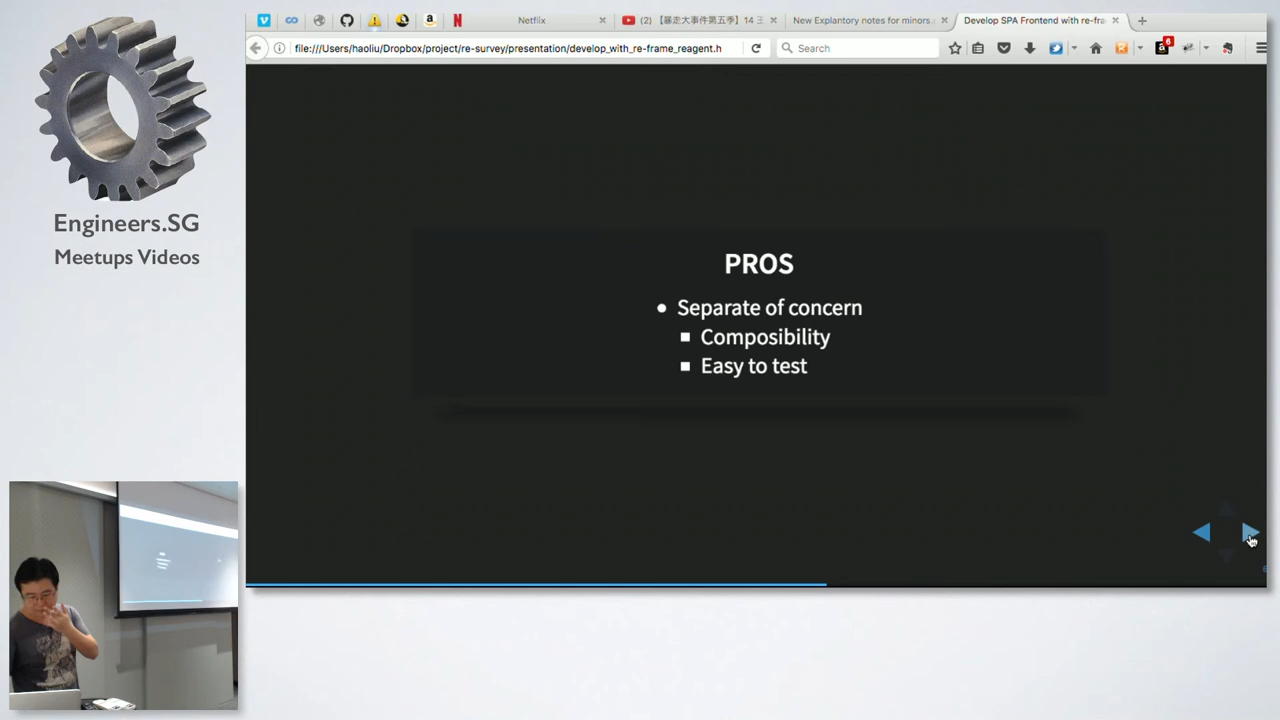 Engineers.SG
Meetups Videos
Netflix
(2) 【暴走大事件第五季】14 王
New Explantory notes for minors.
Develop SPA Frontend with re-fra
file:///Users/haoliu/Dropbox/project/re-survey/presentation/develop_with_re-frame_reagent.h
Search
6
PROS
Separate of concern
Composibility
Easy to test